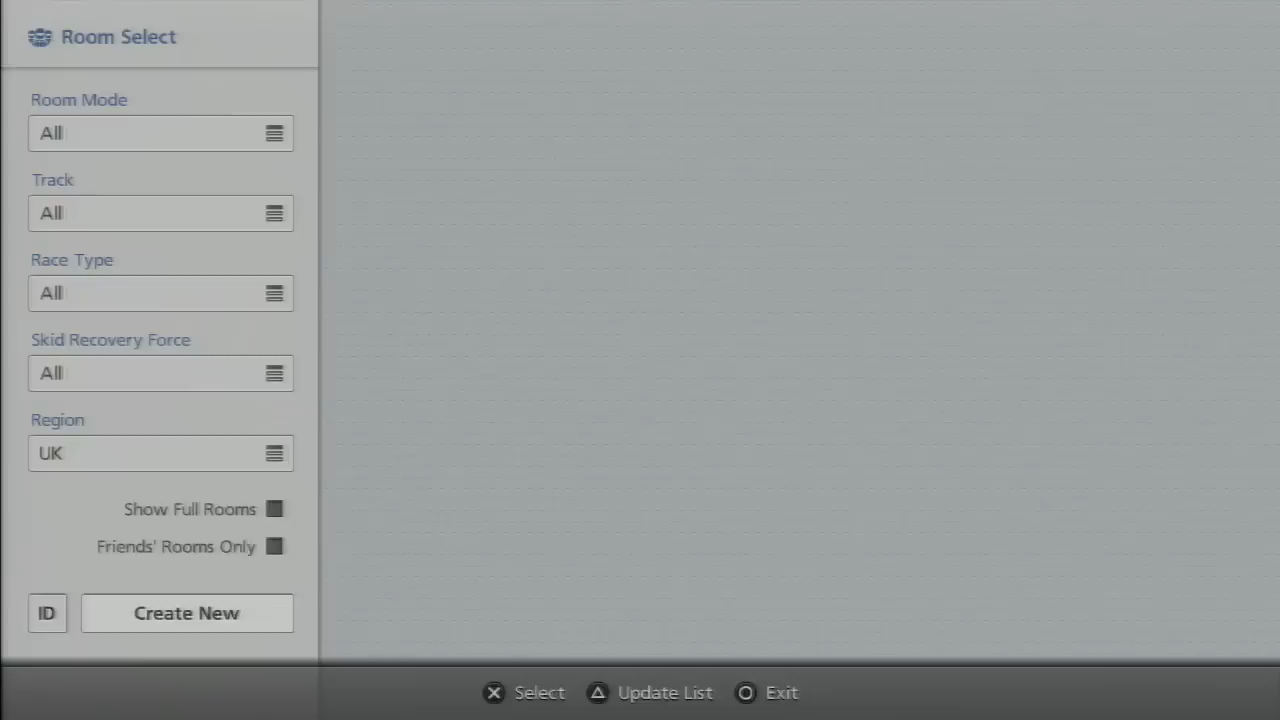 Room Select
Room Mode
All
Track
All
Race Type
All
Skid Recovery Force
All
Region
UK
Show Full Rooms
Friends' Rooms Only
ID Create New
Select Update List Exit